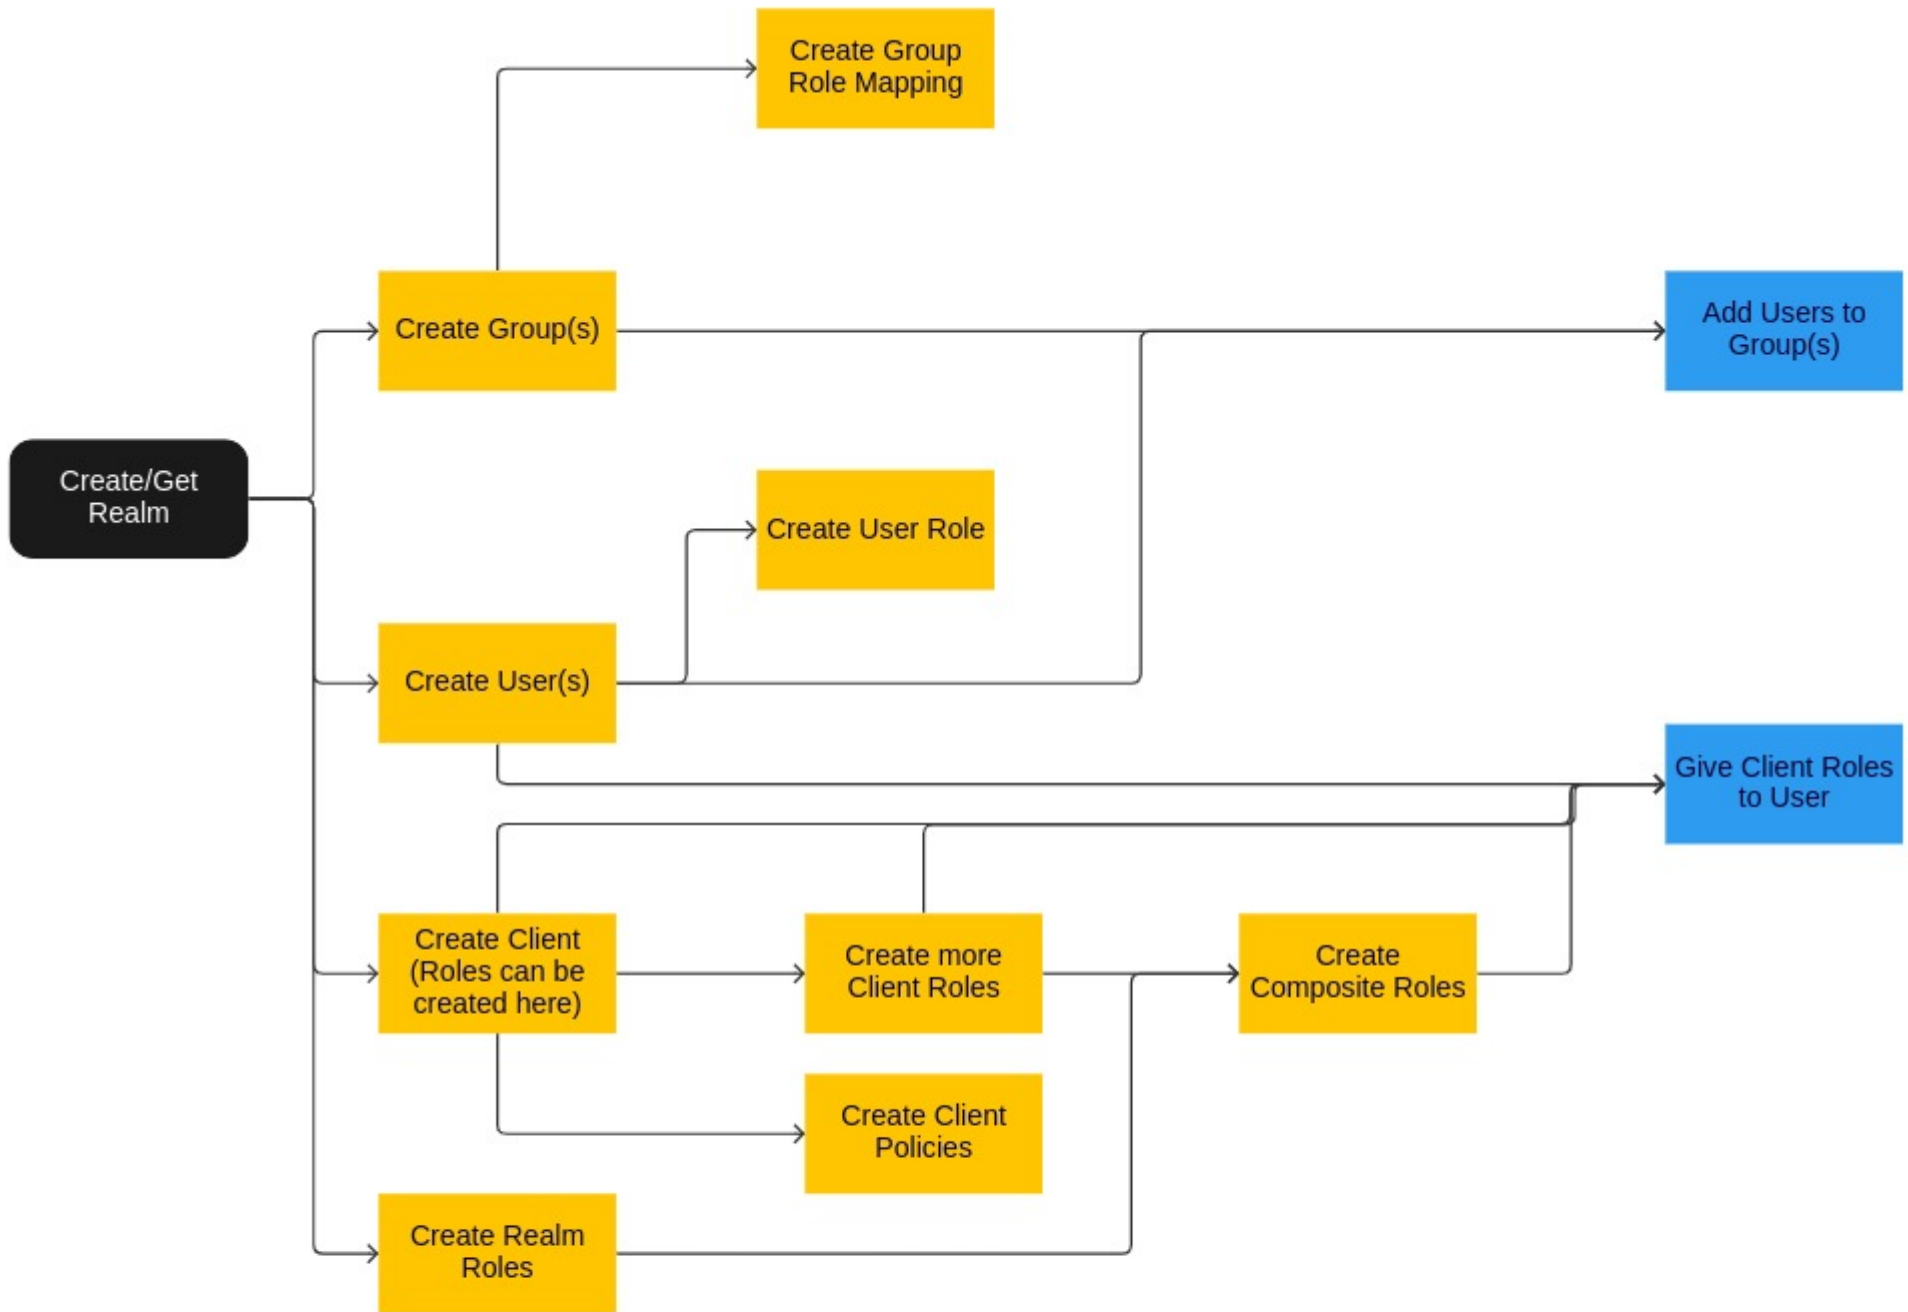 Create Group
Role Mapping
Create Group(s)
Add Users to
Group(s)
Create/Get
Realm
Create User Role
Create User(s)
Give Client Roles
to User
Create Client
(Roles can be
created here)
Create more
Client Roles
Create
Composite Roles
Create Client
Policies
Create Realm
Roles